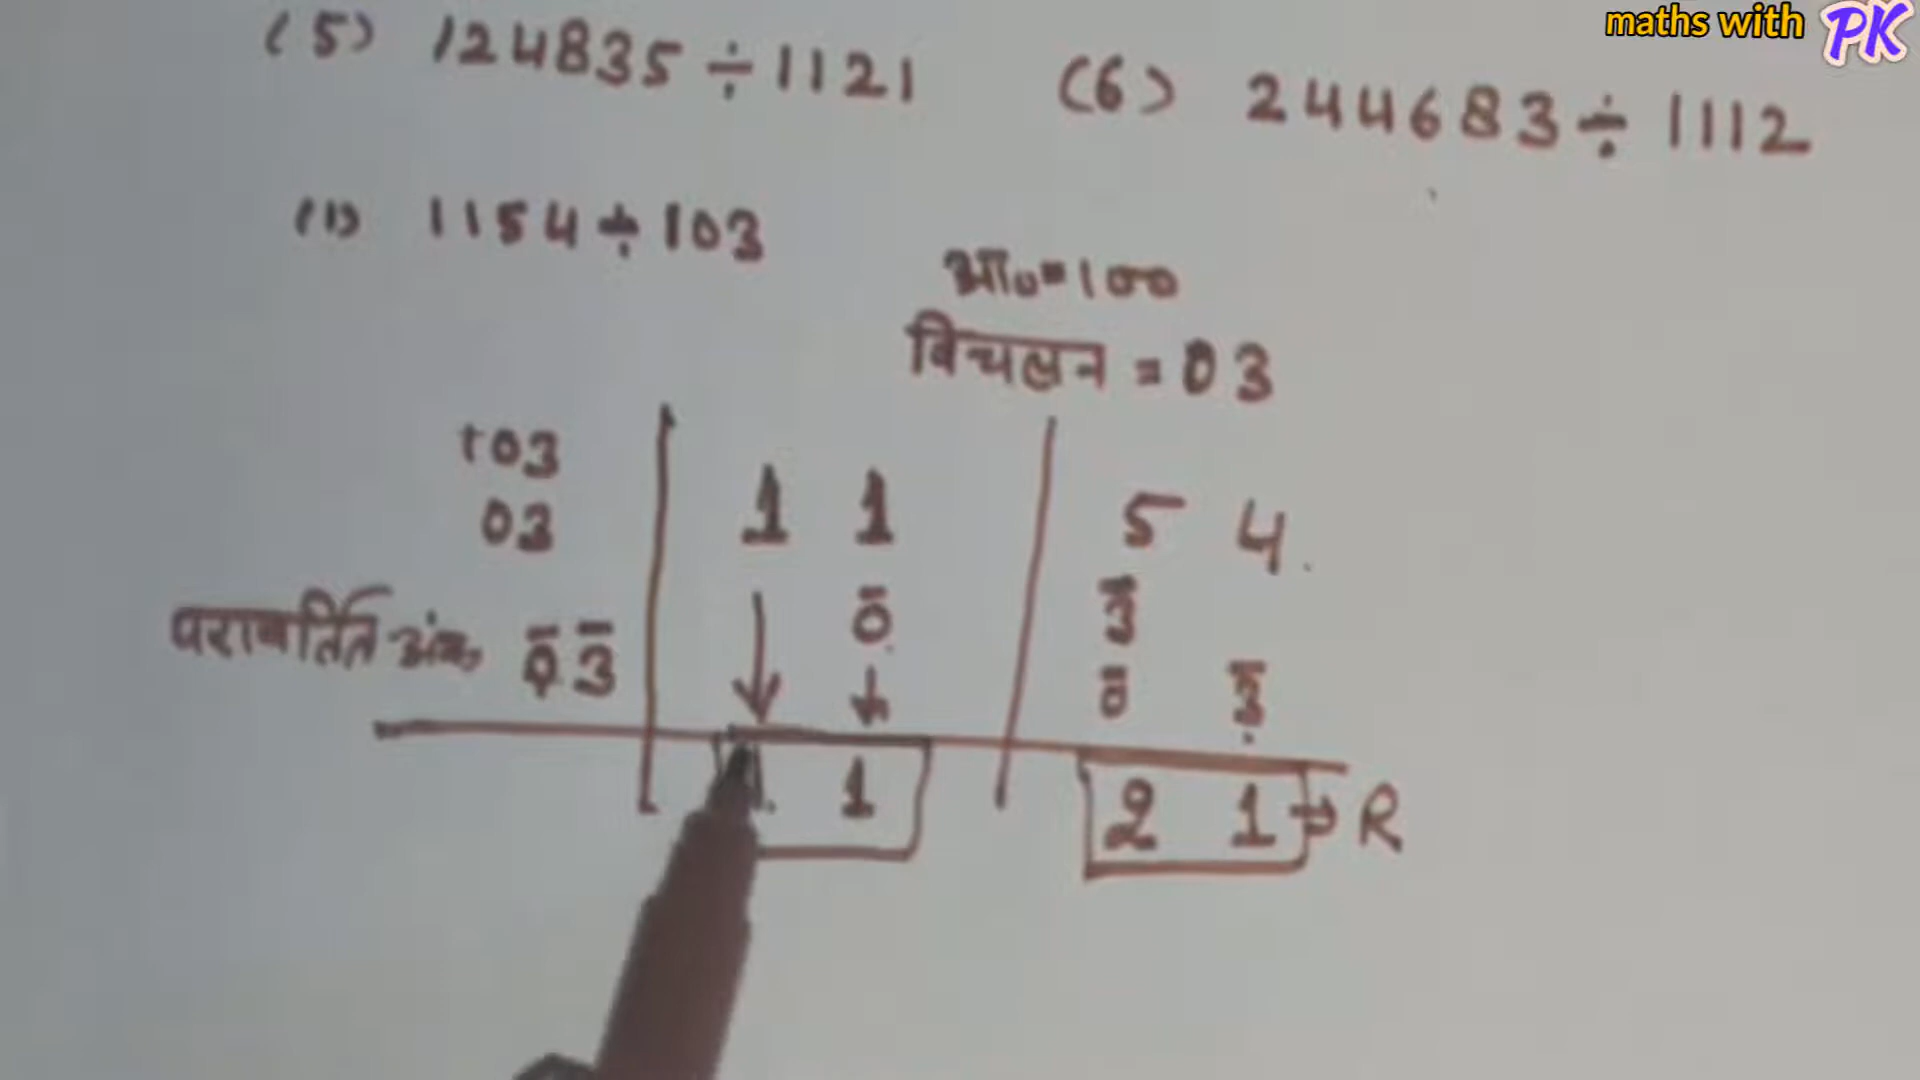 maths with PK
(5) 124835 ÷ 1121
(6) 244683 ÷ 1112
(1) 1154 ÷ 103
आ० = 100
विचलन = 03
103
03
1 1
5 4
0̄
3̄
परावर्तित अंक, 0̄ 3̄
0̄ 3̄
1 1
2 1 → R